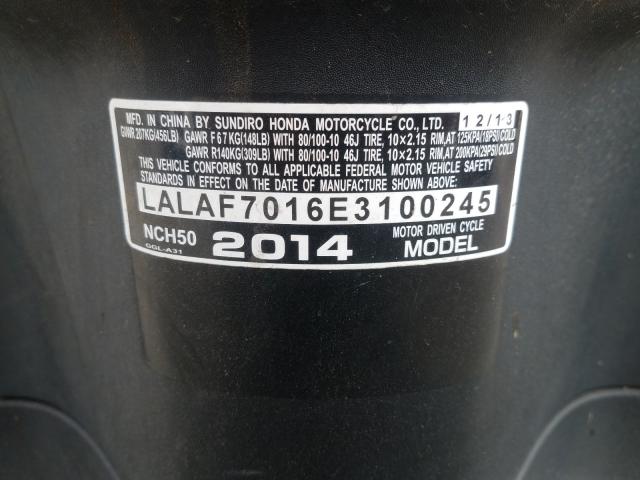 MFD. IN CHINA BY SUNDIRO HONDA MOTORCYCLE CO., LTD. 12/13
GVWR.207KG(456LB) GAWR F 67KG(148LB) WITH 80/100-10 46J TIRE, 10×2.15 RIM,AT 125KPA(18PSI)COLD
GAWR R140KG(309LB) WITH 80/100-10 46J TIRE, 10×2.15 RIM,AT 200KPA(29PSI)COLD
THIS VEHICLE CONFORMS TO ALL APPLICABLE FEDERAL MOTOR VEHICLE SAFETY
STANDARDS IN EFFECT ON THE DATE OF MANUFACTURE SHOWN ABOVE:
LALAF7016E3100245
NCH50 2014 MOTOR DRIVEN CYCLE
GGL-A31 MODEL